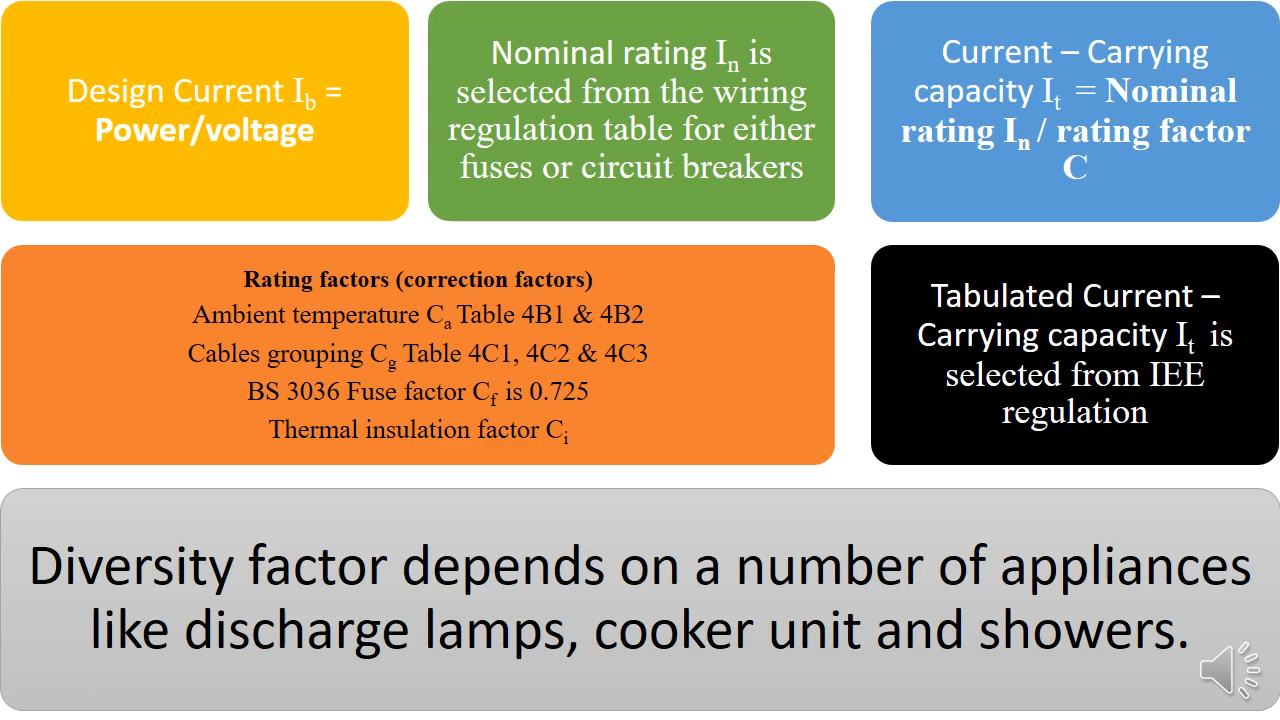 Design Current Ib =
Power/voltage
Nominal rating In is
selected from the wiring
regulation table for either
fuses or circuit breakers
Current – Carrying
capacity It = Nominal
rating In / rating factor
C
Rating factors (correction factors)
Ambient temperature Ca Table 4B1 & 4B2
Cables grouping Cg Table 4C1, 4C2 & 4C3
BS 3036 Fuse factor Cf is 0.725
Thermal insulation factor Ci
Tabulated Current –
Carrying capacity It is
selected from IEE
regulation
Diversity factor depends on a number of appliances
like discharge lamps, cooker unit and showers.